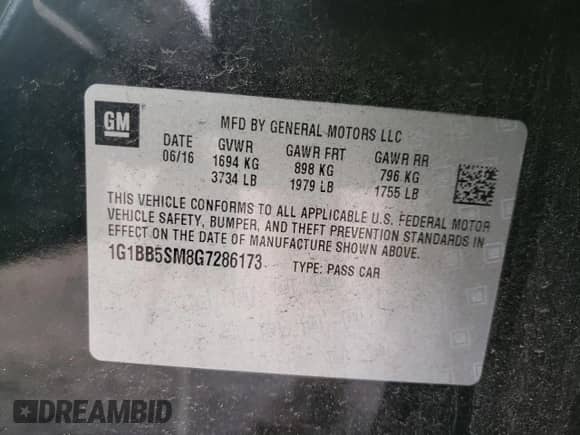 GM
MFD BY GENERAL MOTORS LLC
DATE GVWR GAWR FRT GAWR RR
06/16 1694 KG 898 KG 796 KG
3734 LB 1979 LB 1755 LB
THIS VEHICLE CONFORMS TO ALL APPLICABLE U.S. FEDERAL MOTOR
VEHICLE SAFETY, BUMPER, AND THEFT PREVENTION STANDARDS IN
EFFECT ON THE DATE OF MANUFACTURE SHOWN ABOVE.
1G1BB5SM8G7286173 TYPE: PASS CAR
DREAMBID